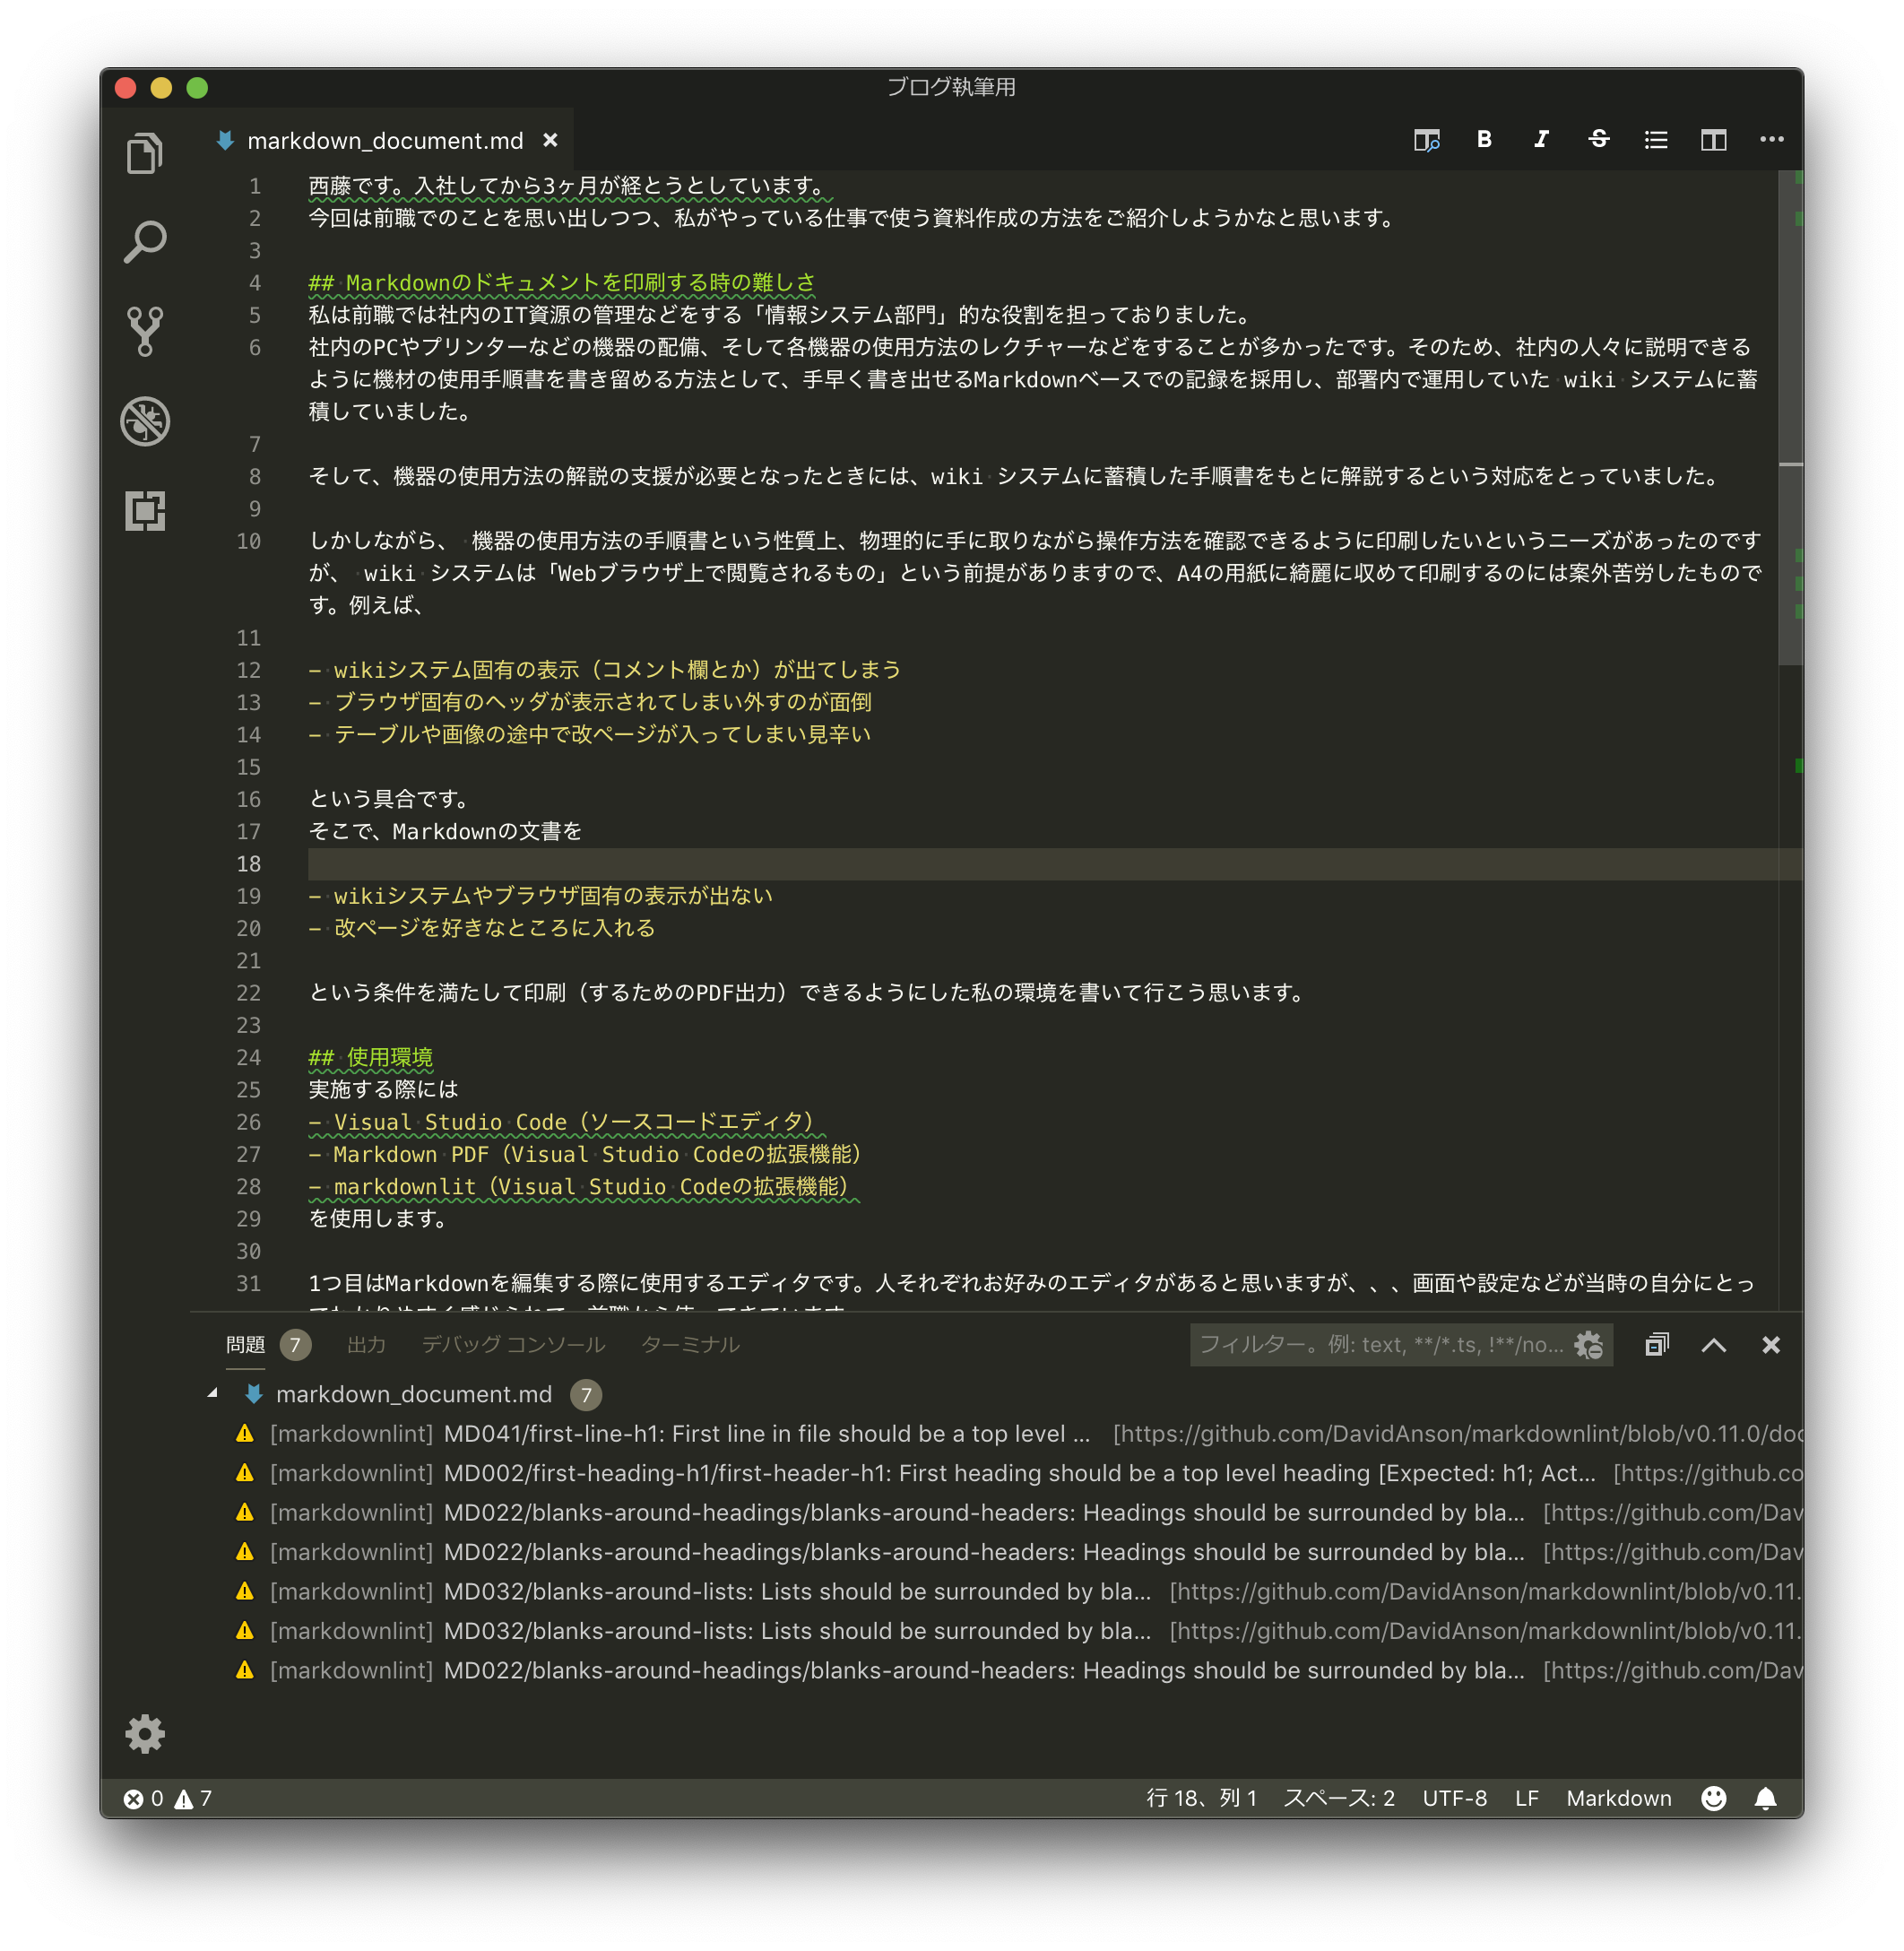 ブログ執筆用
markdown_document.md
1 西藤です。入社してから3ヶ月が経とうとしています。
2 今回は前職でのことを思い出しつつ、私がやっている仕事で使う資料作成の方法をご紹介しようかなと思います。
3
4 ## Markdownのドキュメントを印刷する時の難しさ
5 私は前職では社内のIT資源の管理などをする「情報システム部門」的な役割を担っておりました。
6 社内のPCやプリンターなどの機器の配備、そして各機器の使用方法のレクチャーなどをすることが多かったです。そのため、社内の人々に説明できる
ように機材の使用手順書を書き留める方法として、手早く書き出せるMarkdownベースでの記録を採用し、部署内で運用していた wiki システムに蓄
積していました。
7
8 そして、機器の使用方法の解説の支援が必要となったときには、wiki システムに蓄積した手順書をもとに解説するという対応をとっていました。
9
10 しかしながら、 機器の使用方法の手順書という性質上、物理的に手に取りながら操作方法を確認できるように印刷したいというニーズがあったのです
が、 wiki システムは「Webブラウザ上で閲覧されるもの」という前提がありますので、A4の用紙に綺麗に収めて印刷するのには案外苦労したもので
す。例えば、
11
12 - wikiシステム固有の表示（コメント欄とか）が出てしまう
13 - ブラウザ固有のヘッダが表示されてしまい外すのが面倒
14 - テーブルや画像の途中で改ページが入ってしまい見辛い
15
16 という具合です。
17 そこで、Markdownの文書を
18
19 - wikiシステムやブラウザ固有の表示が出ない
20 - 改ページを好きなところに入れる
21
22 という条件を満たして印刷（するためのPDF出力）できるようにした私の環境を書いて行こう思います。
23
24 ## 使用環境
25 実施する際には
26 - Visual Studio Code（ソースコードエディタ）
27 - Markdown PDF（Visual Studio Codeの拡張機能）
28 - markdownlit（Visual Studio Codeの拡張機能）
29 を使用します。
30
31 1つ目はMarkdownを編集する際に使用するエディタです。人それぞれお好みのエディタがあると思いますが、、、画面や設定などが当時の自分にとっ
問題 7 出力 デバッグ コンソール ターミナル フィルター。例: text, **/*.ts, !**/no...
markdown_document.md 7
[markdownlint] MD041/first-line-h1: First line in file should be a top level ... [https://github.com/DavidAnson/markdownlint/blob/v0.11.0/doc
[markdownlint] MD002/first-heading-h1/first-header-h1: First heading should be a top level heading [Expected: h1; Act... [https://github.co
[markdownlint] MD022/blanks-around-headings/blanks-around-headers: Headings should be surrounded by bla... [https://github.com/Dav
[markdownlint] MD022/blanks-around-headings/blanks-around-headers: Headings should be surrounded by bla... [https://github.com/Dav
[markdownlint] MD032/blanks-around-lists: Lists should be surrounded by bla... [https://github.com/DavidAnson/markdownlint/blob/v0.11.
[markdownlint] MD032/blanks-around-lists: Lists should be surrounded by bla... [https://github.com/DavidAnson/markdownlint/blob/v0.11.
[markdownlint] MD022/blanks-around-headings/blanks-around-headers: Headings should be surrounded by bla... [https://github.com/Dav
0 7 行 18、列 1 スペース: 2 UTF-8 LF Markdown